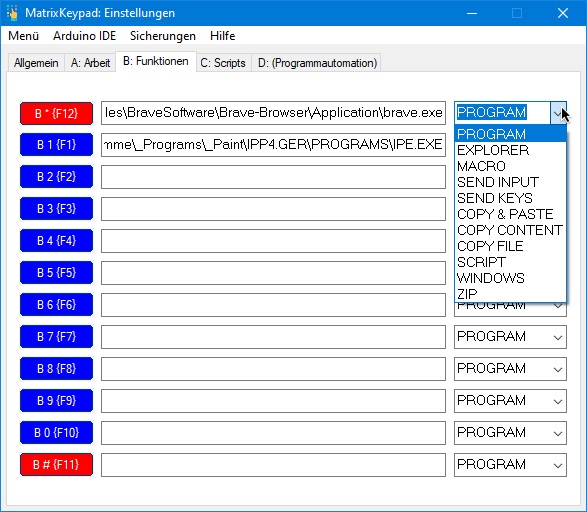 MatrixKeypad: Einstellungen
Menü Arduino IDE Sicherungen Hilfe
Allgemein A: Arbeit B: Funktionen C: Scripts D: (Programmautomation)
B * {F12} les\BraveSoftware\Brave-Browser\Application\brave.exe PROGRAM
B 1 {F1} mme\_Programs\_Paint\IPP4.GER\PROGRAMS\IPE.EXE
PROGRAM
EXPLORER
MACRO
SEND INPUT
SEND KEYS
COPY & PASTE
COPY CONTENT
COPY FILE
SCRIPT
WINDOWS
ZIP
B 2 {F2}
B 3 {F3}
B 4 {F4}
B 5 {F5}
B 6 {F6} PROGRAM
B 7 {F7} PROGRAM
B 8 {F8} PROGRAM
B 9 {F9} PROGRAM
B 0 {F10} PROGRAM
B # {F11} PROGRAM